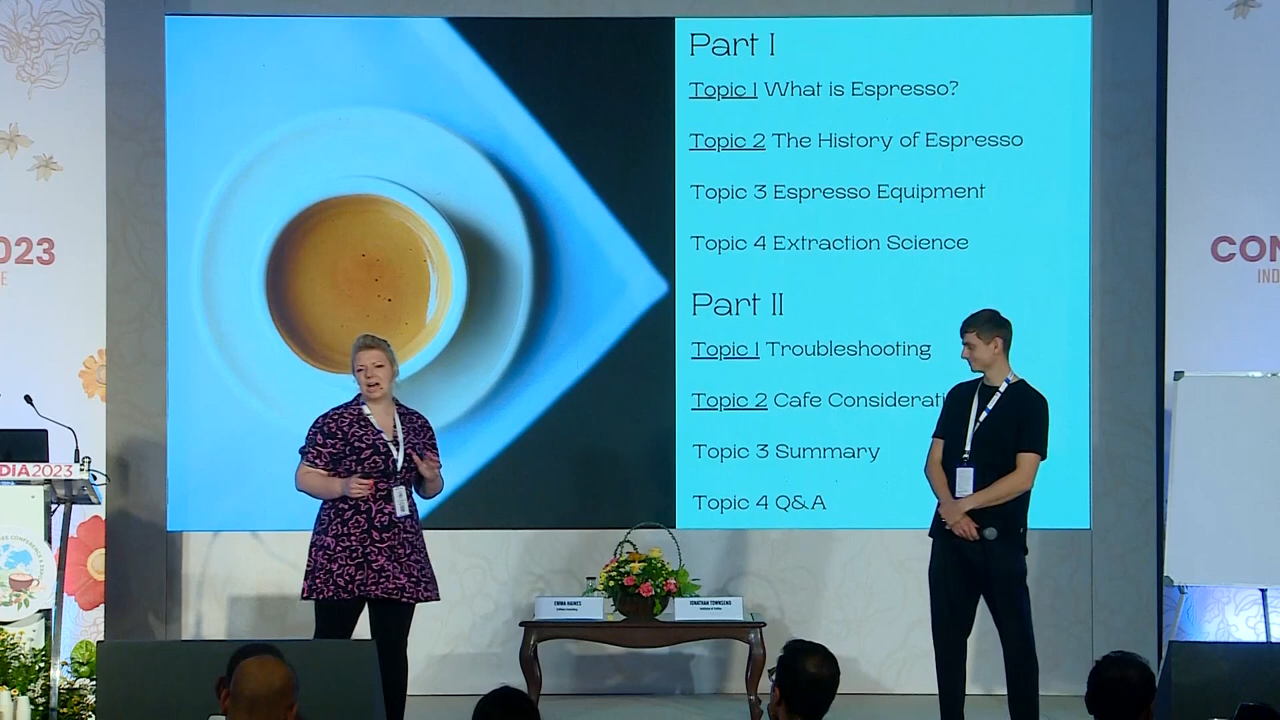 Part I
Topic 1 What is Espresso?
Topic 2 The History of Espresso
Topic 3 Espresso Equipment
Topic 4 Extraction Science
Part II
Topic 1 Troubleshooting
Topic 2 Cafe Considerati
Topic 3 Summary
Topic 4 Q&A
2023
E
CON
IND
DIA2023
EMMA HAINES
JONATHAN TOWNSEND